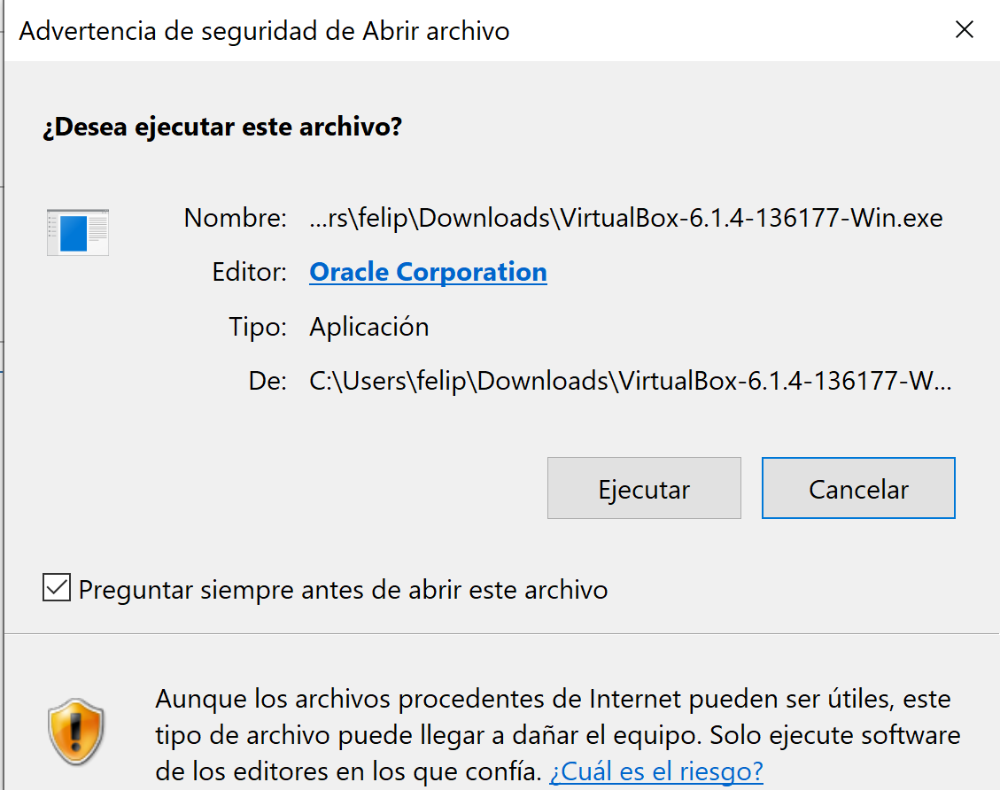 Advertencia de seguridad de Abrir archivo
¿Desea ejecutar este archivo?
Nombre: ...rs\felip\Downloads\VirtualBox-6.1.4-136177-Win.exe
Editor: Oracle Corporation
Tipo: Aplicación
De: C:\Users\felip\Downloads\VirtualBox-6.1.4-136177-W...
Ejecutar Cancelar
Preguntar siempre antes de abrir este archivo
Aunque los archivos procedentes de Internet pueden ser útiles, este
tipo de archivo puede llegar a dañar el equipo. Solo ejecute software
de los editores en los que confía. ¿Cuál es el riesgo?